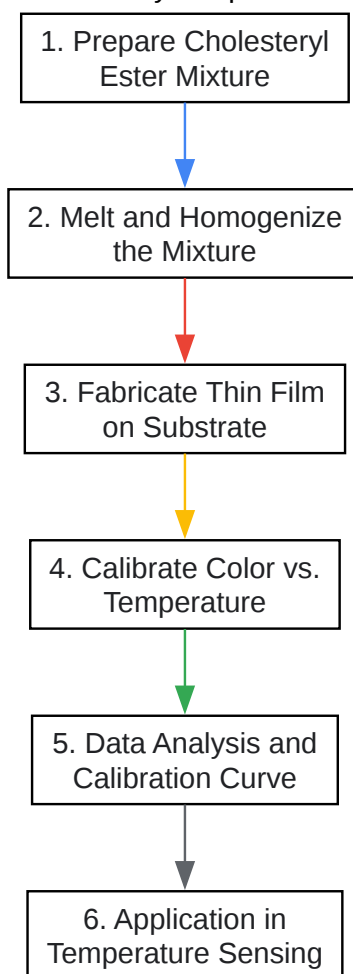 1. Prepare Cholesteryl
Ester Mixture
2. Melt and Homogenize
the Mixture
3. Fabricate Thin Film
on Substrate
4. Calibrate Color vs.
Temperature
5. Data Analysis and
Calibration Curve
6. Application in
Temperature Sensing